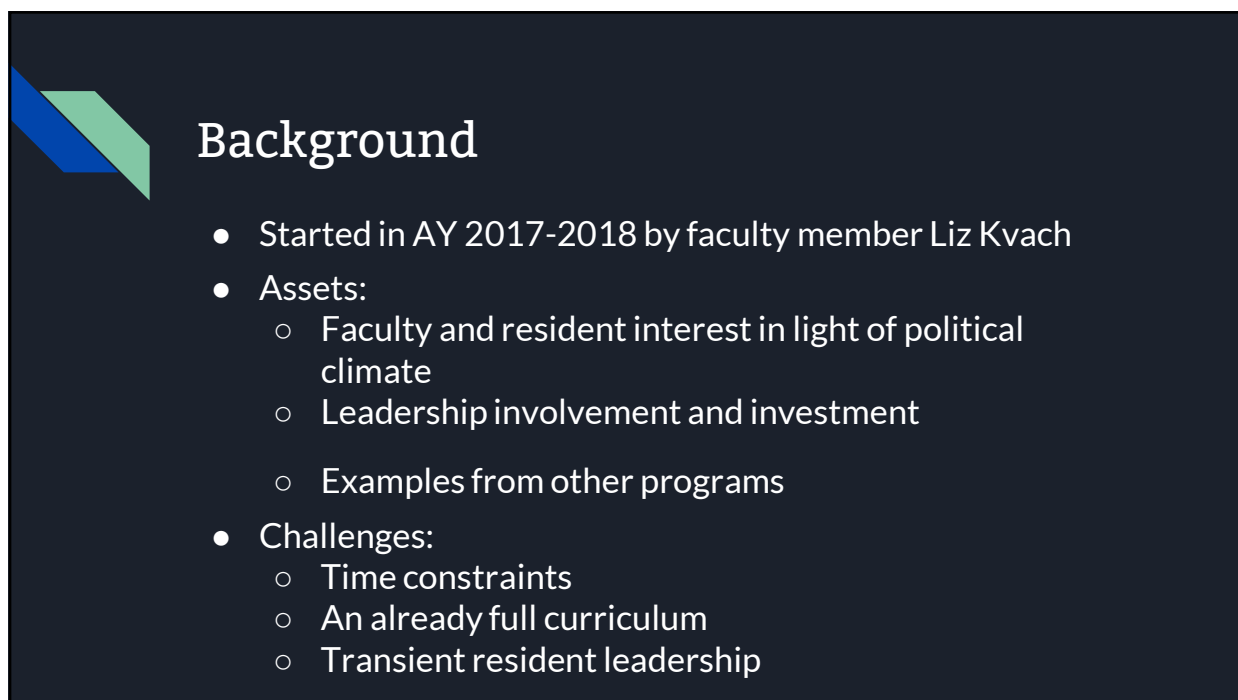 Background
● Started in AY 2017-2018 by faculty member Liz Kvach
● Assets:
○ Faculty and resident interest in light of political
climate
○ Leadership involvement and investment
○ Examples from other programs
● Challenges:
○ Time constraints
○ An already full curriculum
○ Transient resident leadership